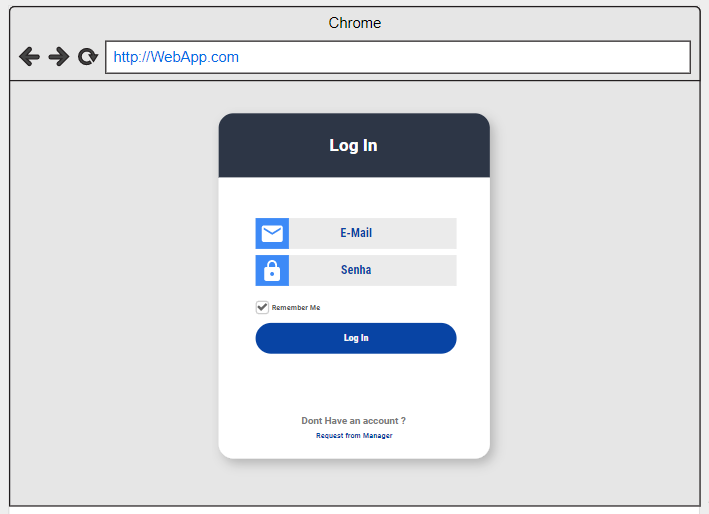 Chrome
http://WebApp.com
Log In
E-Mail
Senha
Remember Me
Log In
Dont Have an account ?
Request from Manager